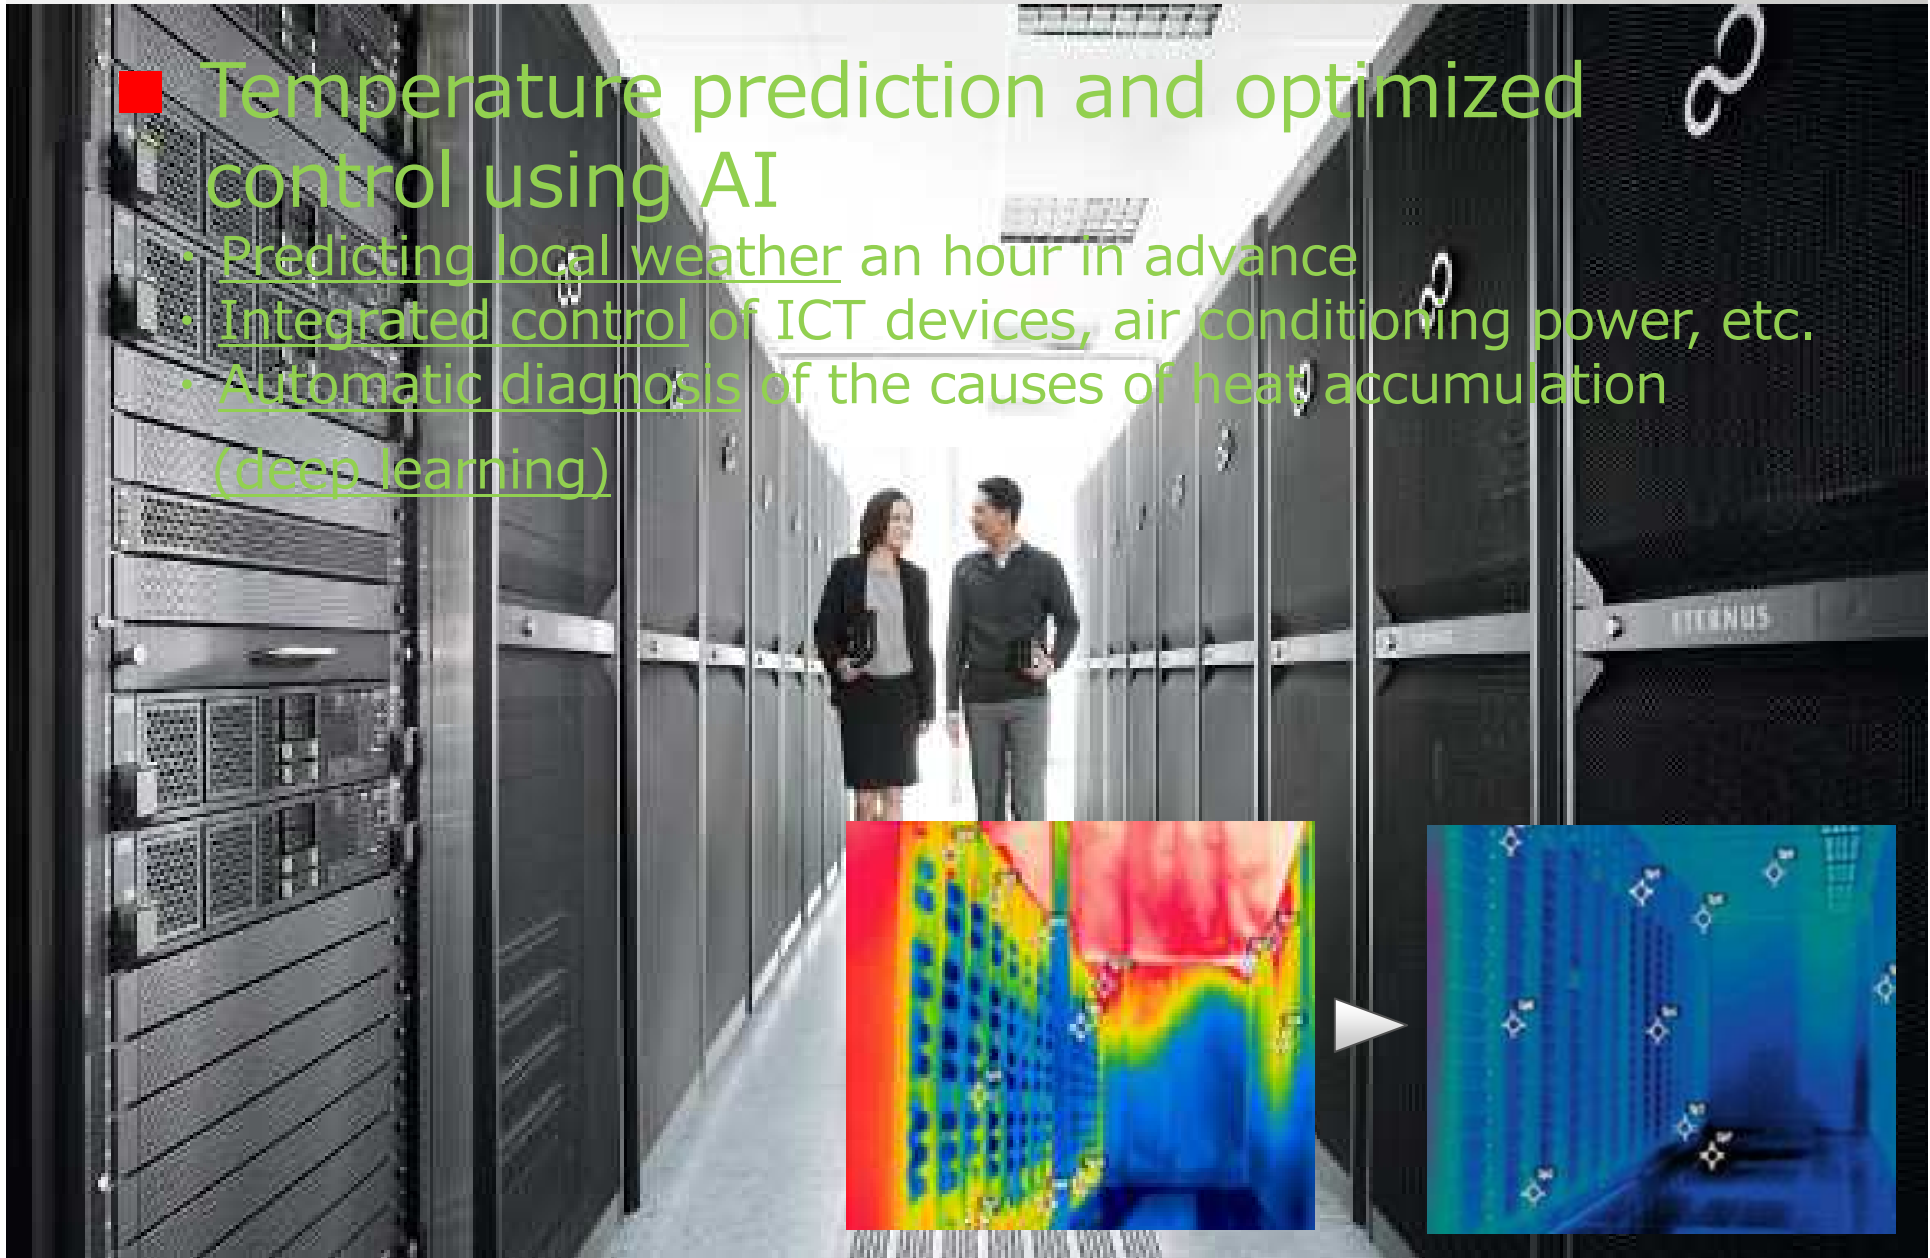 ■ Temperature prediction and optimized
control using AI
・Predicting local weather an hour in advance
・Integrated control of ICT devices, air conditioning power, etc.
・Automatic diagnosis of the causes of heat accumulation
(deep learning)
ETERNUS